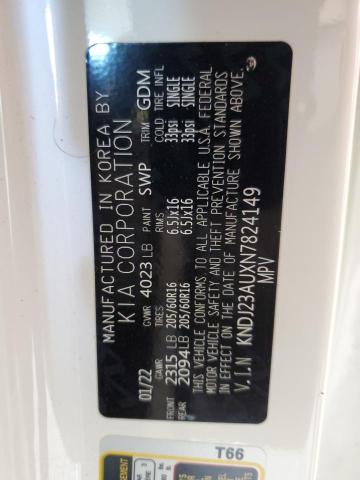 MANUFACTURED IN KOREA BY
KIA CORPORATION
01/22 GVWR 4023 LB PAINT SWP TRIM GDM
GAWR TIRES RIMS COLD TIRE INFL
FRONT 2315 LB 205/60R16 6.5Jx16 33psi SINGLE
REAR 2094 LB 205/60R16 6.5Jx16 33psi SINGLE
THIS VEHICLE CONFORMS TO ALL APPLICABLE U.S.A. FEDERAL
MOTOR VEHICLE SAFETY AND THEFT PREVENTION STANDARDS
IN EFFECT ON THE DATE OF MANUFACTURE SHOWN ABOVE.
V.I.N KNDJ23AUXN7824149
MPV
T66